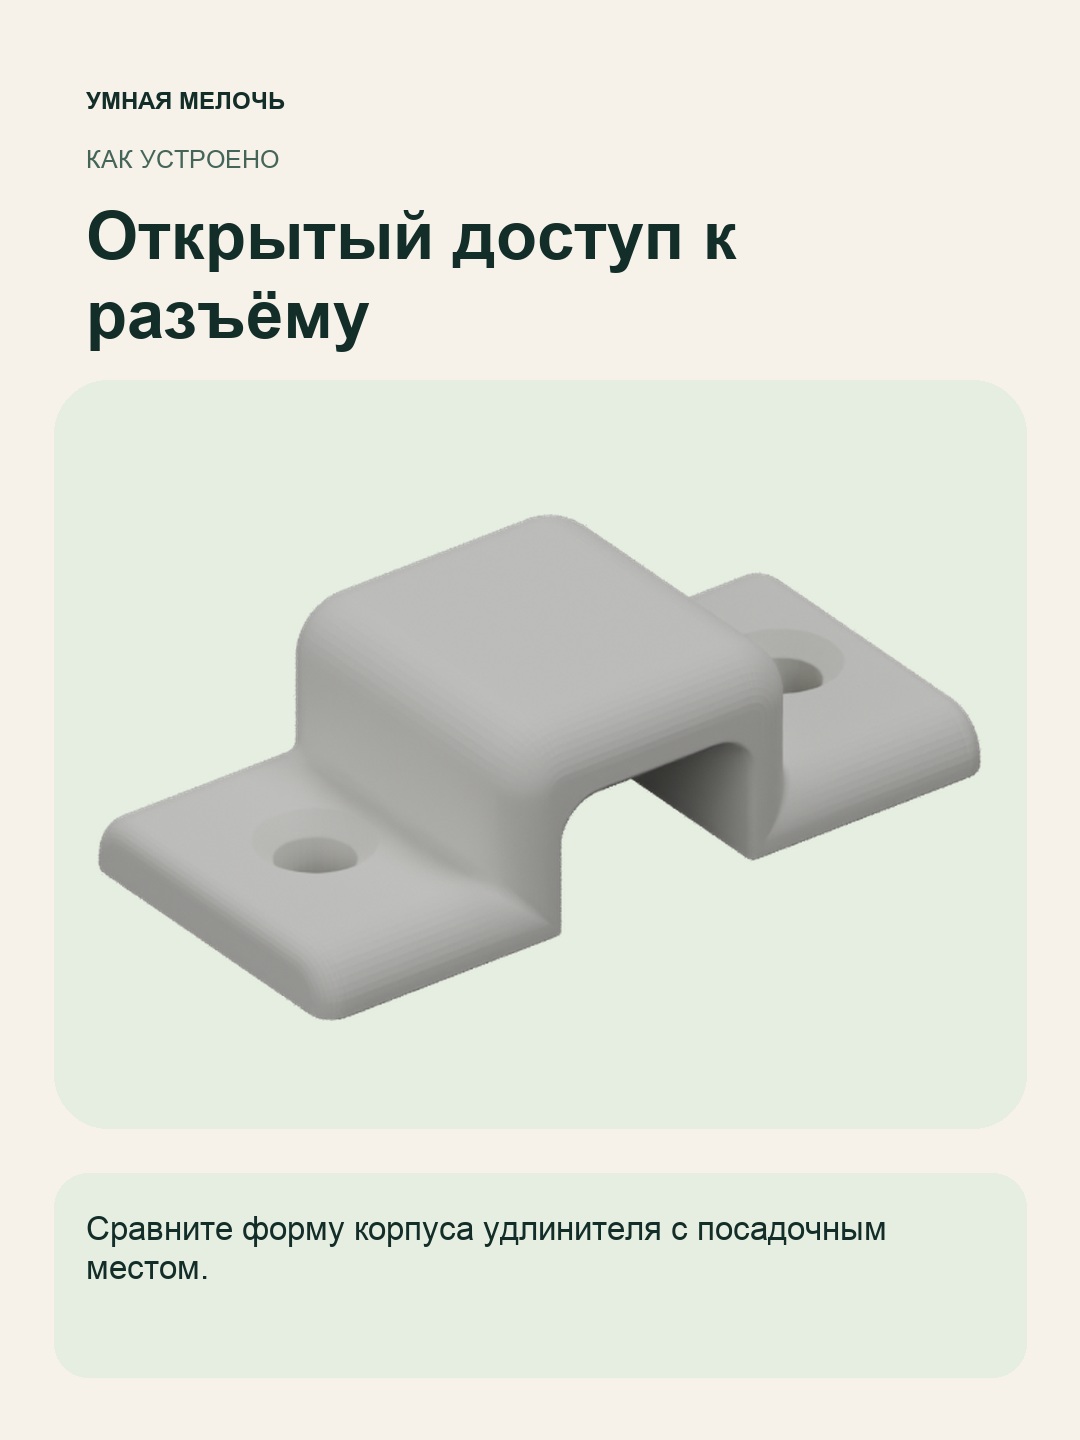 УМНАЯ МЕЛОЧЬ
КАК УСТРОЕНО
Открытый доступ к
разъёму
Сравните форму корпуса удлинителя с посадочным
местом.